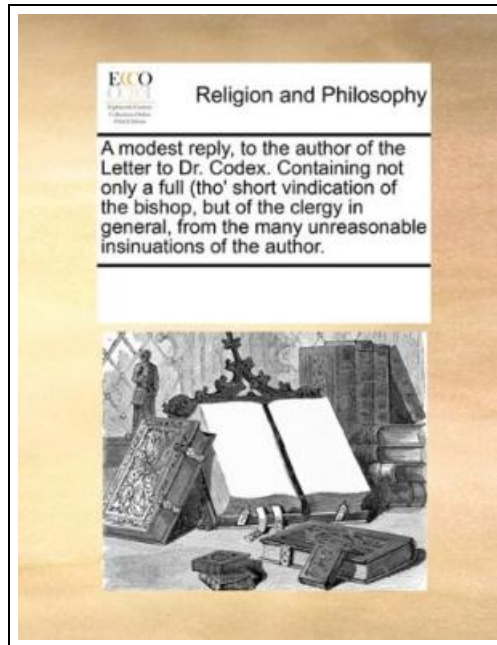 ECCO
Religion and Philosophy
A modest reply, to the author of the
Letter to Dr. Codex. Containing not
only a full (tho' short vindication of
the bishop, but of the clergy in
general, from the many unreasonable
insinuations of the author.